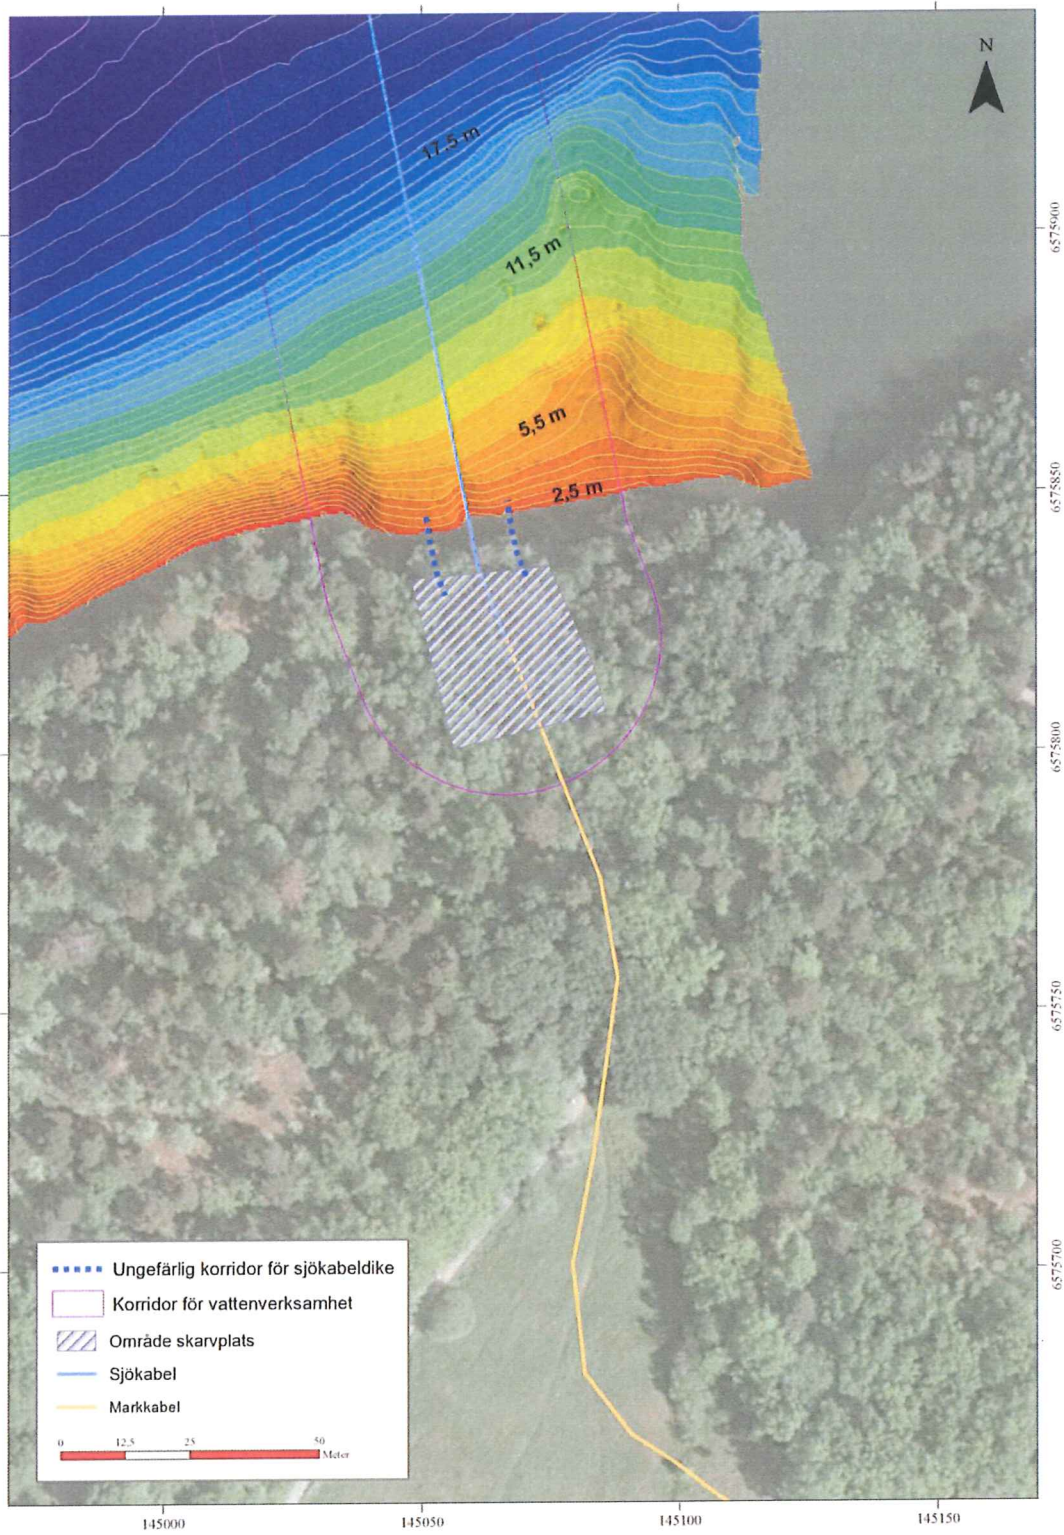 N
17,5 m
11,5 m
5,5 m
2,5 m
6575900
6575850
6575800
6575750
6575700
Ungefärlig korridor för sjökabeldike
Korridor för vattenverksamhet
Område skarvplats
Sjökabel
Markkabel
0 12,5 25 50
Meter
145000 145050 145100 145150